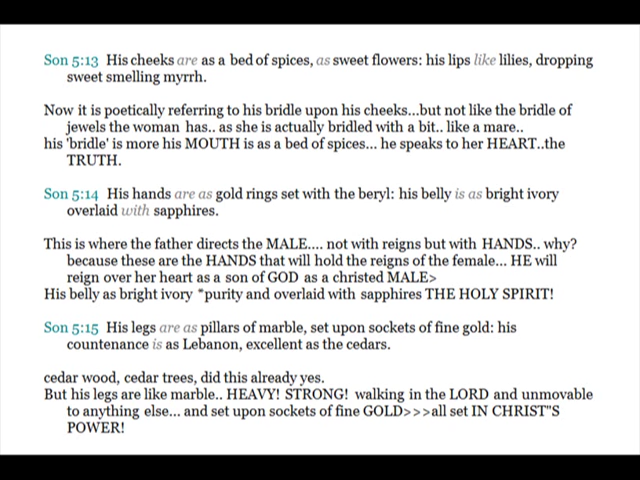 Son 5:13 His cheeks are as a bed of spices, as sweet flowers: his lips like lilies, dropping
sweet smelling myrrh.
Now it is poetically referring to his bridle upon his cheeks...but not like the bridle of
jewels the woman has.. as she is actually bridled with a bit.. like a mare..
his 'bridle' is more his MOUTH is as a bed of spices... he speaks to her HEART..the
TRUTH.
Son 5:14 His hands are as gold rings set with the beryl: his belly is as bright ivory
overlaid with sapphires.
This is where the father directs the MALE.... not with reigns but with HANDS.. why?
because these are the HANDS that will hold the reigns of the female... HE will
reign over her heart as a son of GOD as a christed MALE>
His belly as bright ivory *purity and overlaid with sapphires THE HOLY SPIRIT!
Son 5:15 His legs are as pillars of marble, set upon sockets of fine gold: his
countenance is as Lebanon, excellent as the cedars.
cedar wood, cedar trees, did this already yes.
But his legs are like marble.. HEAVY! STRONG! walking in the LORD and unmovable
to anything else... and set upon sockets of fine GOLD>>>all set IN CHRIST"S
POWER!